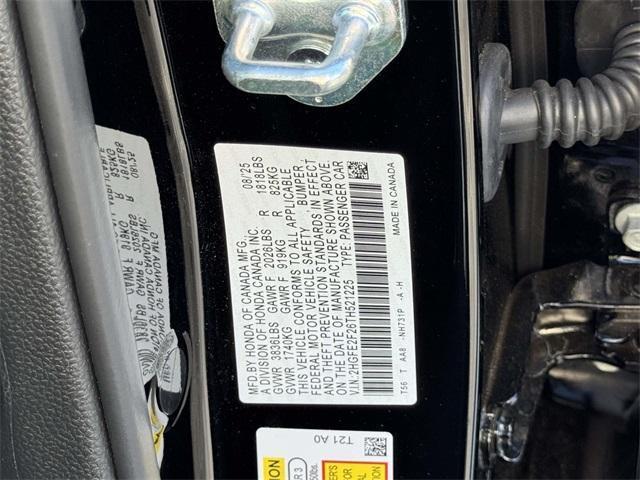 MFD.BY HONDA OF CANADA MFG. 08/25
A DIVISION OF HONDA CANADA INC.
GVWR 3836LBS GAWR F 2026LBS R 1818LBS
GVWR 1740KG GAWR F 919KG R 825KG
THIS VEHICLE CONFORMS TO ALL APPLICABLE
FEDERAL MOTOR VEHICLE SAFETY, BUMPER,
AND THEFT PREVENTION STANDARDS IN EFFECT
ON THE DATE OF MANUFACTURE SHOWN ABOVE.
V.I.N.:2HGFE2F26TH521225 TYPE:PASSENGER CAR
T56 T AA8 -NH731P -A -H MADE IN CANADA
T21 A0